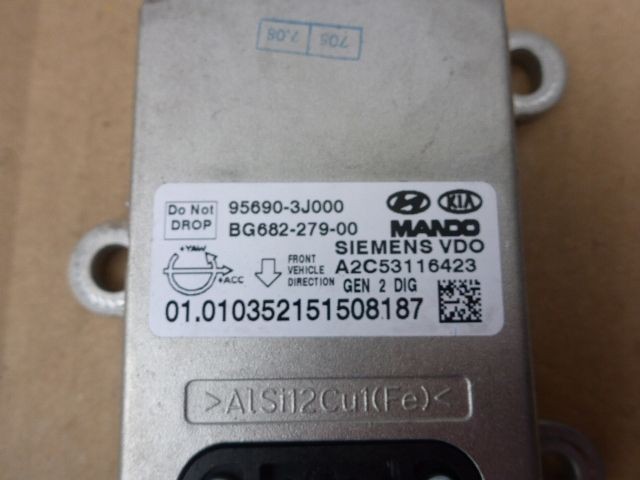 705
7.06
Do Not
DROP
95690-3J000
BG682-279-00
KIA
MANDO
SIEMENS VDO
+YAW
+ACC
FRONT
VEHICLE
DIRECTION
A2C53116423
GEN 2 DIG
01.010352151508187
>AlSi12Cu1(Fe)<